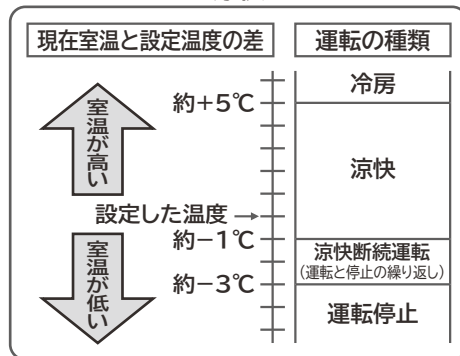 現在室温と設定温度の差
運転の種類
室温が高い
約+5℃
冷房
涼快
設定した温度→
約−1℃
室温が低い
涼快断続運転
(運転と停止の繰り返し)
約−3℃
運転停止